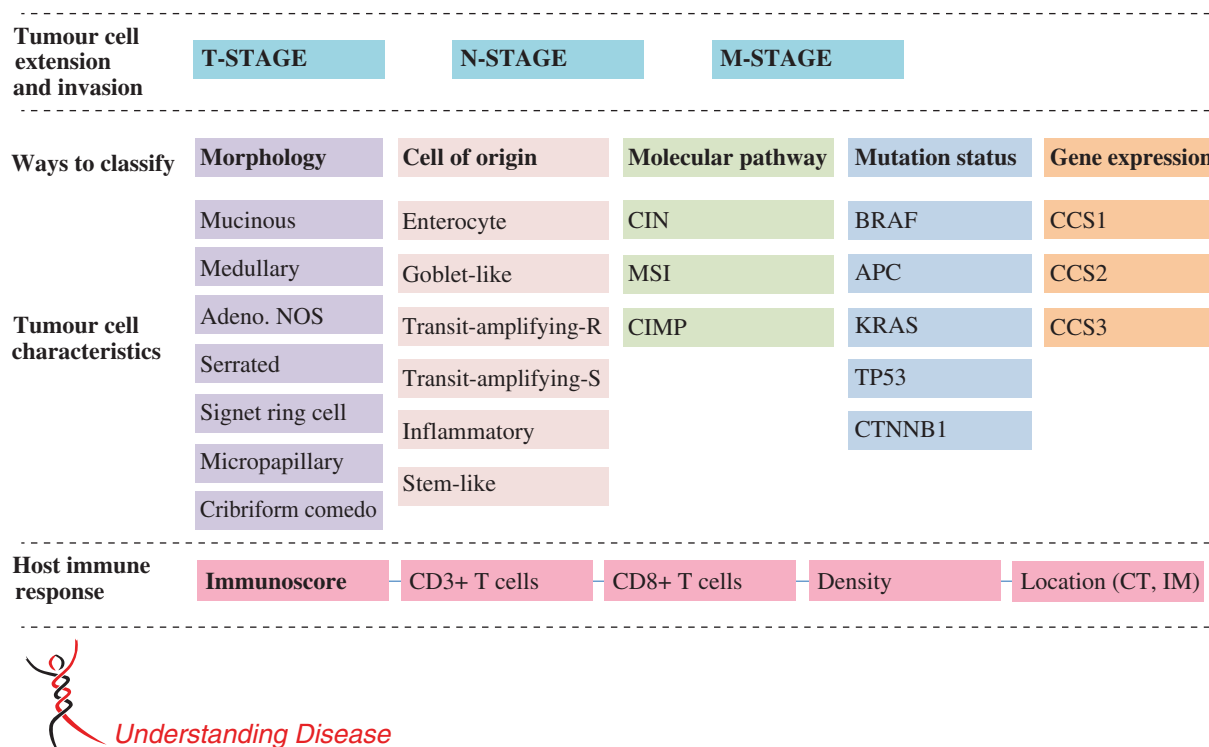 Tumour cell
extension
and invasion
T-STAGE
N-STAGE
M-STAGE
Ways to classify
Morphology
Cell of origin
Molecular pathway
Mutation status
Gene expression
Tumour cell
characteristics
Mucinous
Medullary
Adeno. NOS
Serrated
Signet ring cell
Micropapillary
Cribriform comedo
Enterocyte
Goblet-like
Transit-amplifying-R
Transit-amplifying-S
Inflammatory
Stem-like
CIN
MSI
CIMP
BRAF
APC
KRAS
TP53
CTNNB1
CCS1
CCS2
CCS3
Host immune
response
Immunoscore
CD3+ T cells
CD8+ T cells
Density
Location (CT, IM)
Understanding Disease